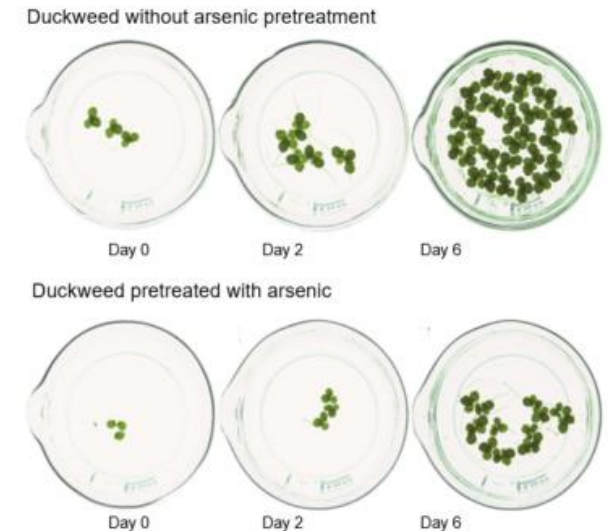 Duckweed without arsenic pretreatment
Day 0 Day 2 Day 6
Duckweed pretreated with arsenic
Day 0 Day 2 Day 6